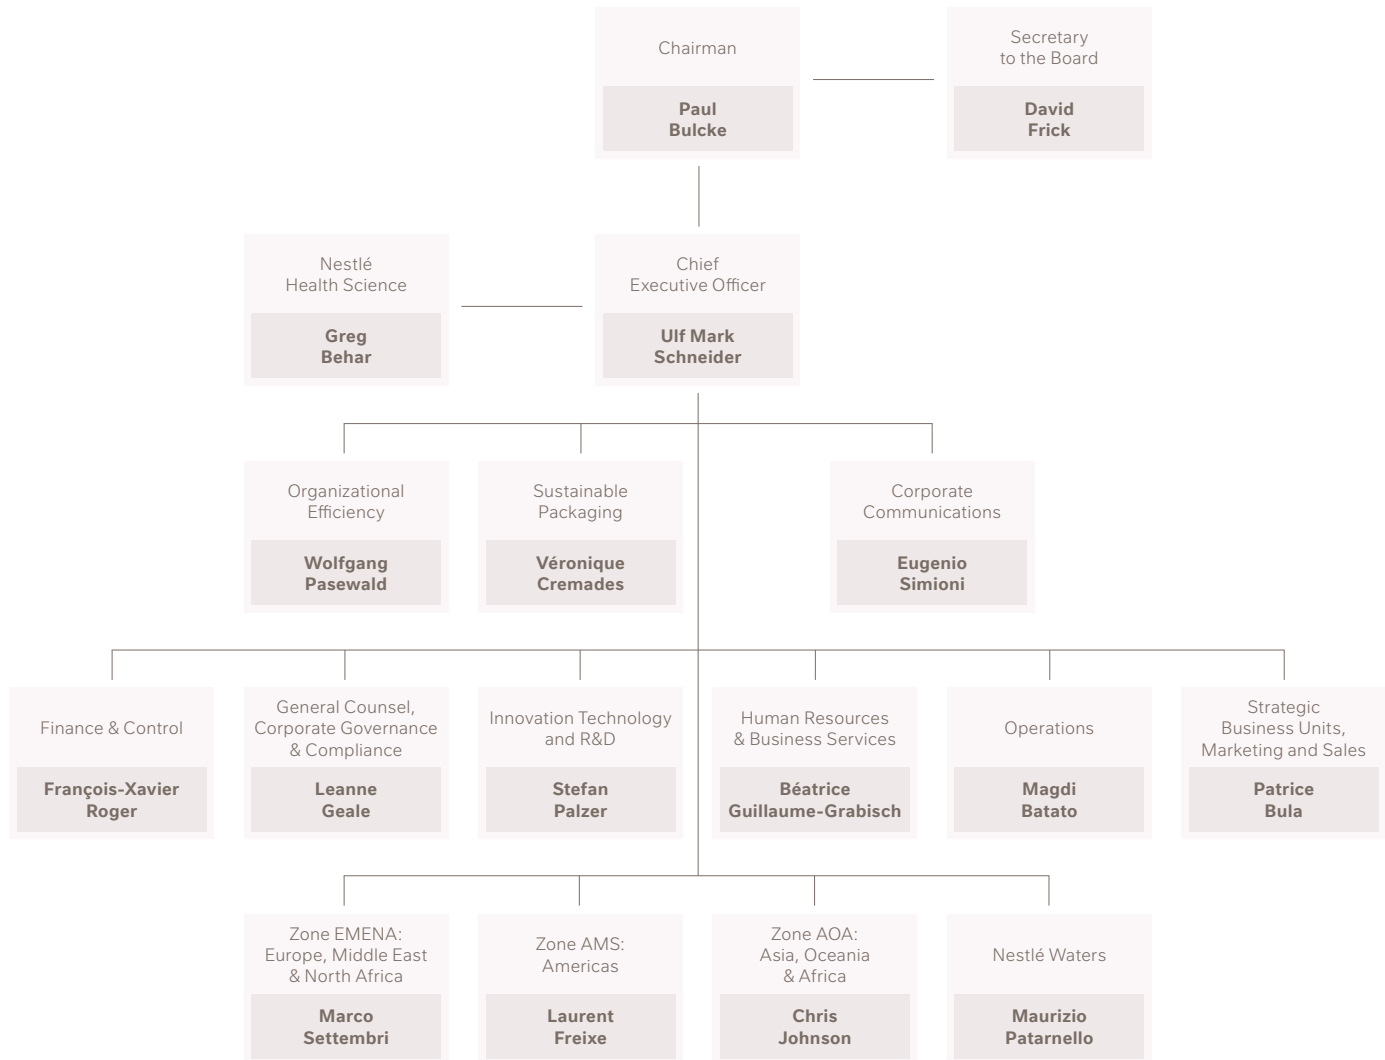 Chairman
Paul
Bulcke
Secretary
to the Board
David
Frick
Nestlé
Health Science
Greg
Behar
Chief
Executive Officer
Ulf Mark
Schneider
Organizational
Efficiency
Wolfgang
Pasewald
Sustainable
Packaging
Véronique
Cremades
Corporate
Communications
Eugenio
Simioni
Finance & Control
François-Xavier
Roger
General Counsel,
Corporate Governance
& Compliance
Leanne
Geale
Innovation Technology
and R&D
Stefan
Palzer
Human Resources
& Business Services
Béatrice
Guillaume-Grabisch
Operations
Magdi
Batato
Strategic
Business Units,
Marketing and Sales
Patrice
Bula
Zone EMENA:
Europe, Middle East
& North Africa
Marco
Settembri
Zone AMS:
Americas
Laurent
Freixe
Zone AOA:
Asia, Oceania
& Africa
Chris
Johnson
Nestlé Waters
Maurizio
Patarnello